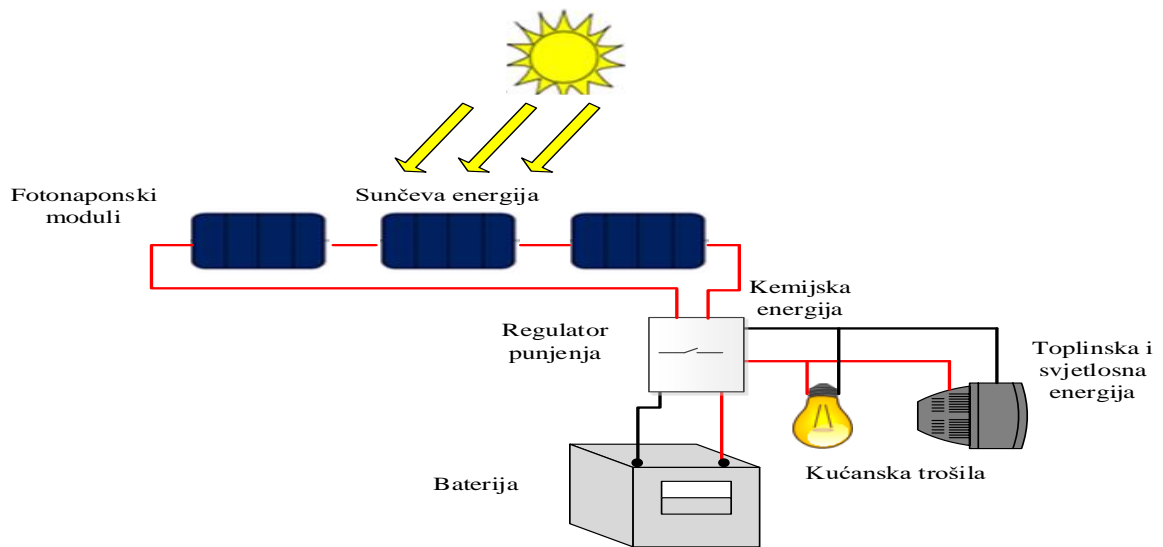 Fotonaponski
moduli
Sunčeva energija
Kemijska
energija
Regulator
punjenja
Toplinska i
svjetlosna
energija
Kućanska trošila
Baterija